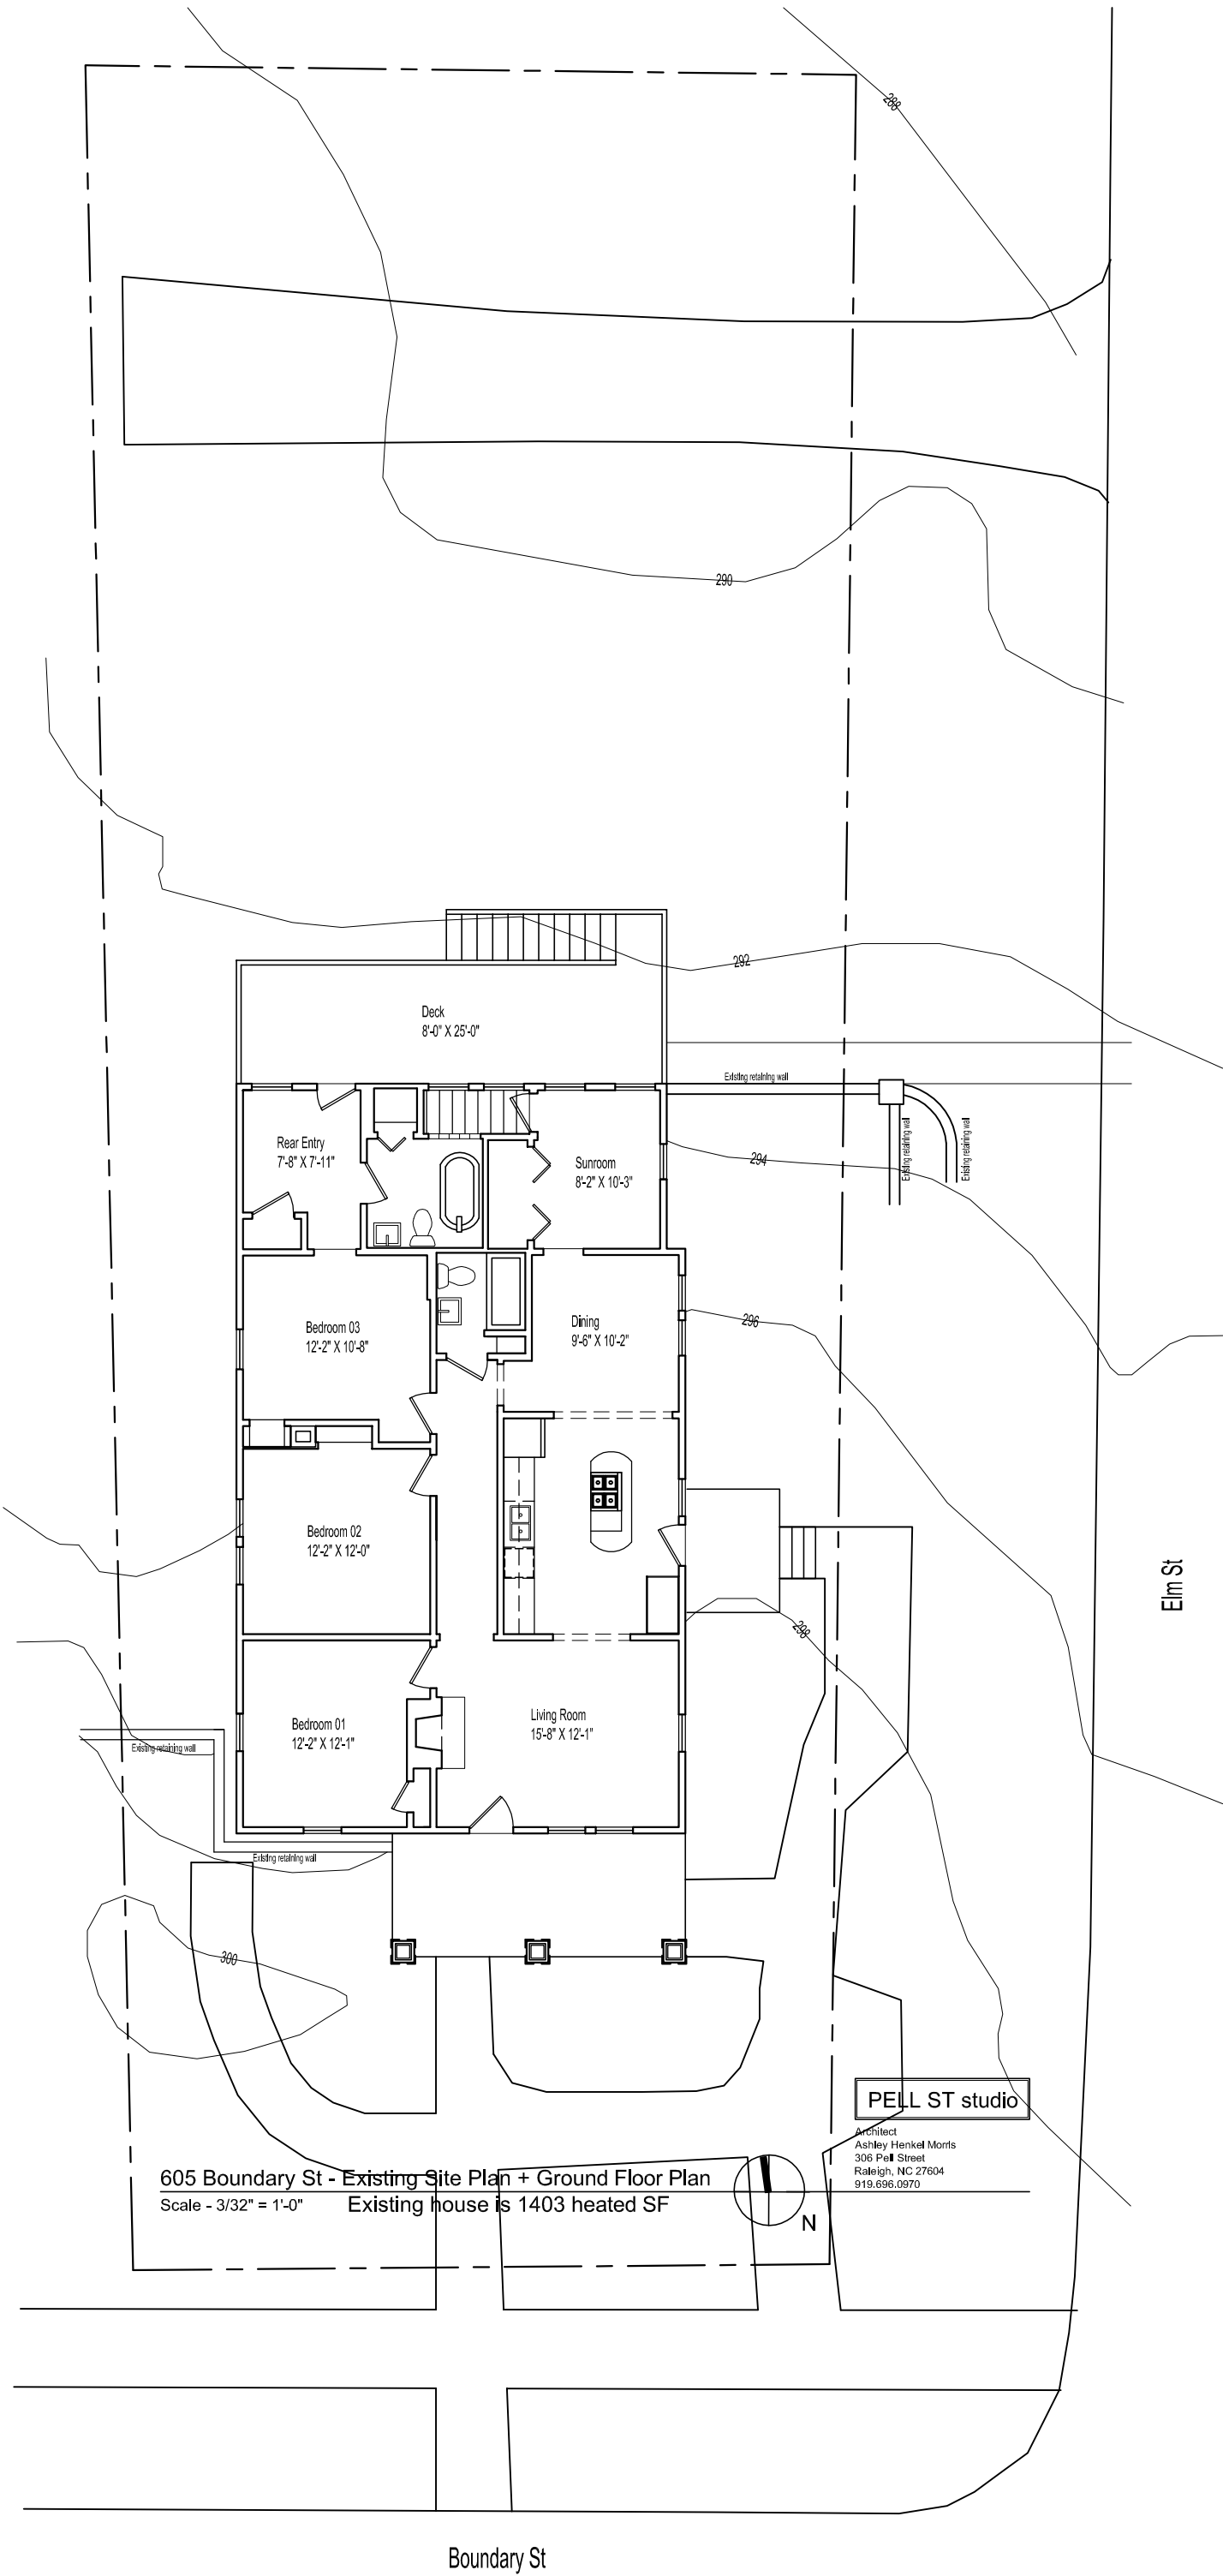 288
290
292
Deck
8'-0" X 25'-0"
Existing retaining wall
Existing retaining wall
Existing retaining wall
Rear Entry
7'-8" X 7'-11"
Sunroom
8'-2" X 10'-3"
294
296
Bedroom 03
12'-2" X 10'-8"
Dining
9'-6" X 10'-2"
Bedroom 02
12'-2" X 12'-0"
Elm St
298
Bedroom 01
12'-2" X 12'-1"
Living Room
15'-8" X 12'-1"
Existing retaining wall
Existing retaining wall
300
PELL ST studio
Architect
Ashley Henkel Morris
306 Pell Street
Raleigh, NC 27604
919.696.0970
605 Boundary St - Existing Site Plan + Ground Floor Plan
Scale - 3/32" = 1'-0"
Existing house is 1403 heated SF
N
Boundary St